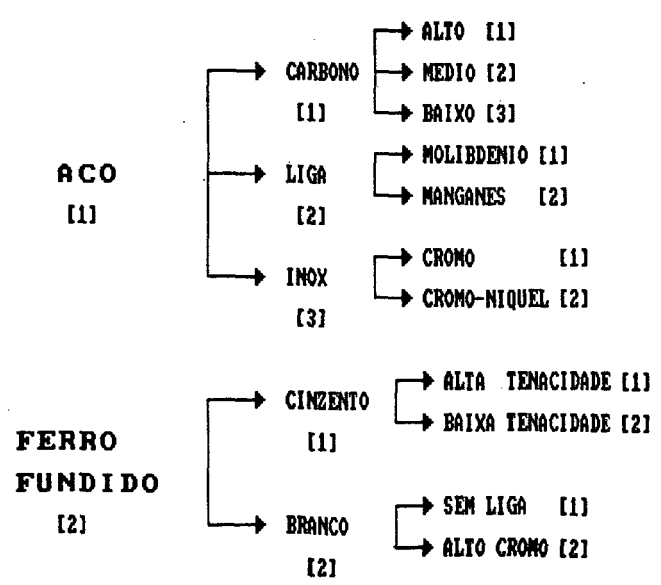 ALTO [1]
CARBONO
MEDIO [2]
[1]
BAIXO [3]
ACO
[1]
LIGA
[2]
MOLIBDENIO [1]
MANGANES [2]
INOX
[3]
CROMO [1]
CROMO-NIQUEL [2]
FERRO
FUNDIDO
[2]
CINZENTO
[1]
ALTA TENACIDADE [1]
BAIXA TENACIDADE [2]
BRANCO
[2]
SEM LIGA [1]
ALTO CROMO [2]